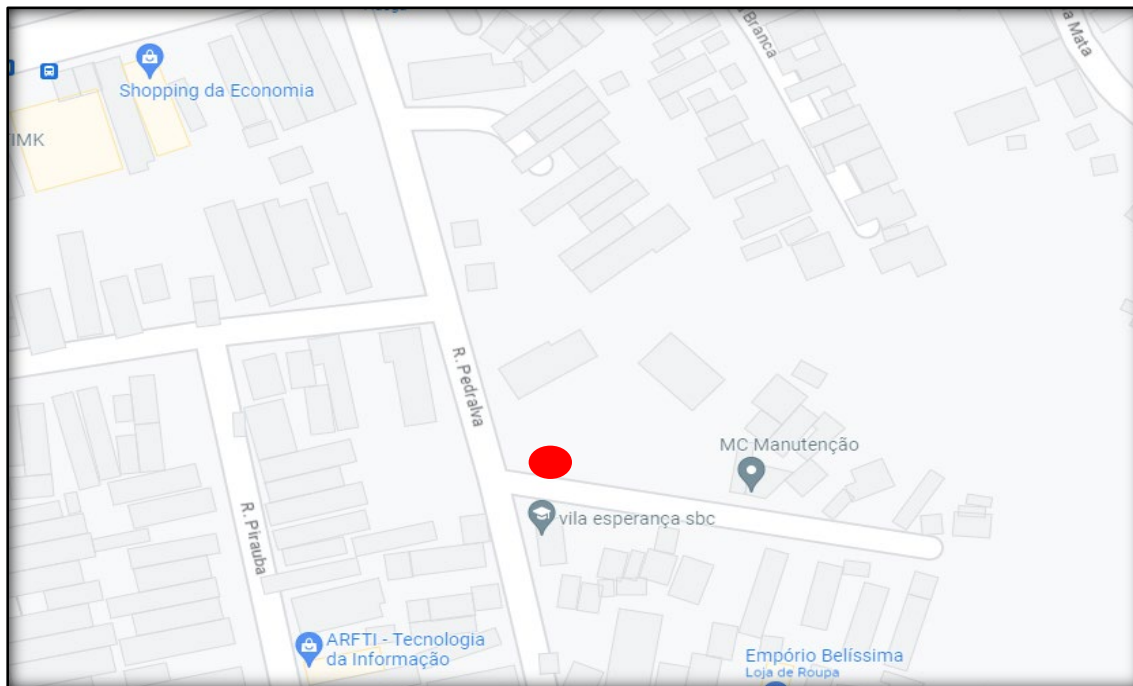 Branca
a Mata
Shopping da Economia
IMK
R. Pedralva
MC Manutenção
vila esperança sbc
R. Pirauba
ARFTI - Tecnologia
da Informação
Empório Belíssima
Loja de Roupa